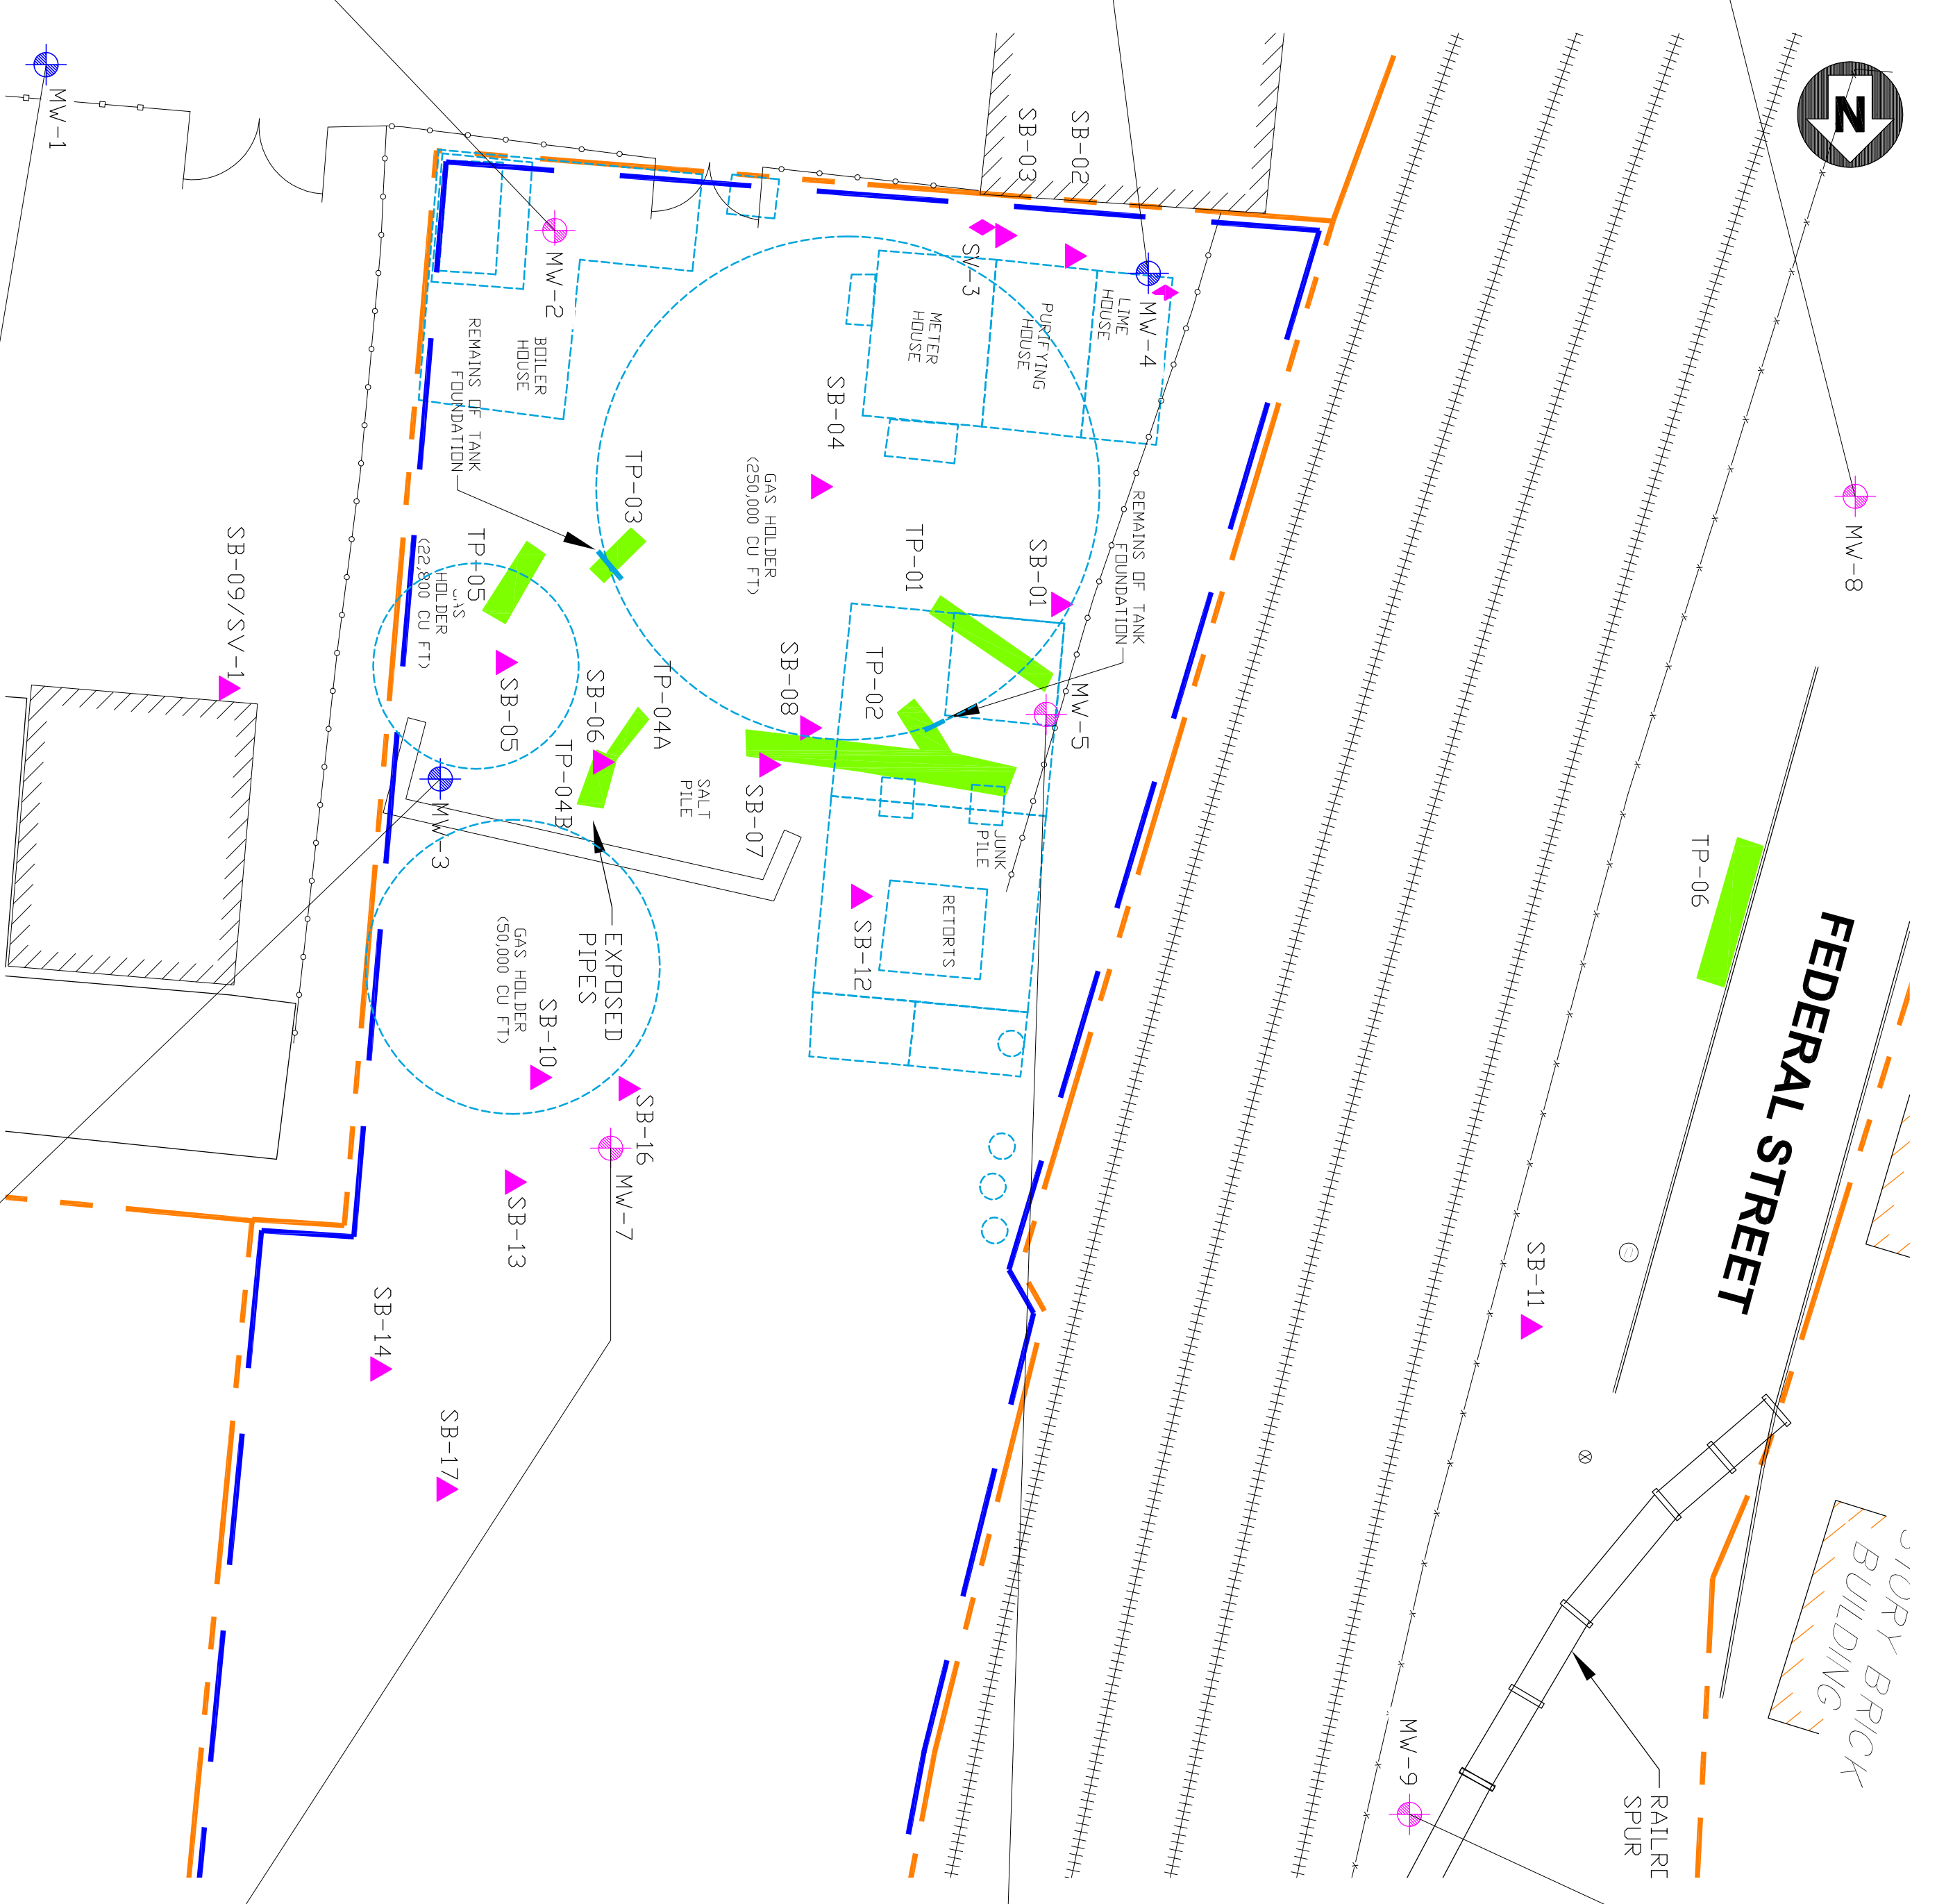 N
MW-1
SB-03
SB-02
MW-2
SV-3
MW-4
LIME
HOUSE
PURIFYING
HOUSE
METER
HOUSE
BOILER
HOUSE
REMAINS OF TANK
FOUNDATION
SB-04
TP-03
GAS HOLDER
(250,000 CU FT)
REMAINS OF TANK
FOUNDATION
MW-8
TP-01
SB-01
TP-05
HOLDER
(22,800 CU FT)
SB-09/SV-1
SB-05
SB-06
TP-04A
TP-04B
SB-08
TP-02
MW-5
SALT
PILE
SB-07
MW-3
JUNK
PILE
TP-06
RETORTS
SB-12
EXPOSED
PIPES
GAS HOLDER
(50,000 CU FT)
SB-10
SB-16
MW-7
SB-13
FEDERAL STREET
SB-11
SB-14
SB-17
STORY BRICK
BUILDING
MW-9
SPUR